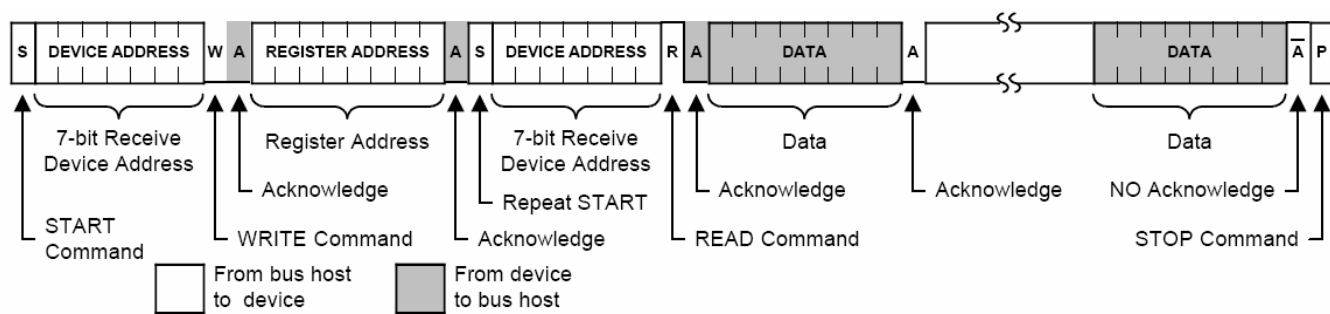 S DEVICE ADDRESS W A REGISTER ADDRESS A S DEVICE ADDRESS R A DATA A DATA A̅ P
7-bit Receive
Device Address
Register Address
7-bit Receive
Device Address
Data
Data
Acknowledge
Repeat START
Acknowledge
Acknowledge
NO Acknowledge
START
Command
WRITE Command
Acknowledge
READ Command
STOP Command
From bus host
to device
From device
to bus host